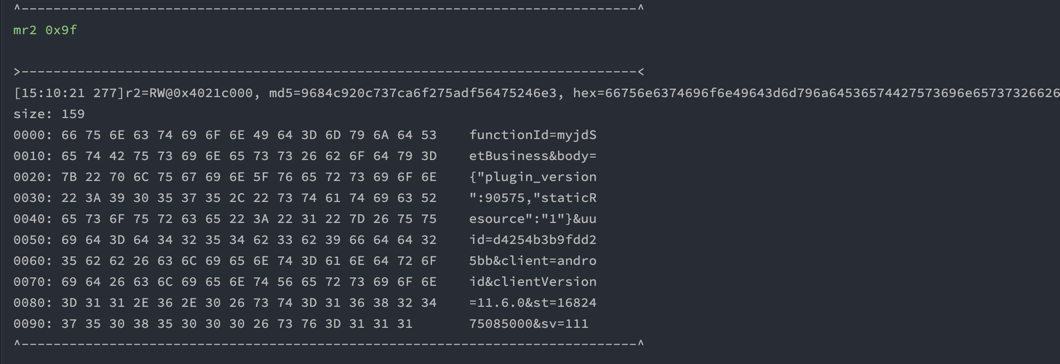 ^-----------------------------------------------------------------------------^
mr2 0x9f
>-----------------------------------------------------------------------------<
[15:10:21 277]r2=RW@0x4021c000, md5=9684c920c737ca6f275adf56475246e3, hex=66756e6374696f6e49643d6d796a64536574427573696e65737326626
size: 159
0000: 66 75 6E 63 74 69 6F 6E 49 64 3D 6D 79 6A 64 53    functionId=myjdS
0010: 65 74 42 75 73 69 6E 65 73 73 26 62 6F 64 79 3D    etBusiness&body=
0020: 7B 22 70 6C 75 67 69 6E 5F 76 65 72 73 69 6F 6E    {"plugin_version
0030: 22 3A 39 30 35 37 35 2C 22 73 74 61 74 69 63 52    ":90575,"staticR
0040: 65 73 6F 75 72 63 65 22 3A 22 31 22 7D 26 75 75    esource":"1"}&uu
0050: 69 64 3D 64 34 32 35 34 62 33 62 39 66 64 64 32    id=d4254b3b9fdd2
0060: 35 62 62 26 63 6C 69 65 6E 74 3D 61 6E 64 72 6F    5bb&client=andro
0070: 69 64 26 63 6C 69 65 6E 74 56 65 72 73 69 6F 6E    id&clientVersion
0080: 3D 31 31 2E 36 2E 30 26 73 74 3D 31 36 38 32 34    =11.6.0&st=16824
0090: 37 35 30 38 35 30 30 30 26 73 76 3D 31 31 31       75085000&sv=111
^-----------------------------------------------------------------------------^